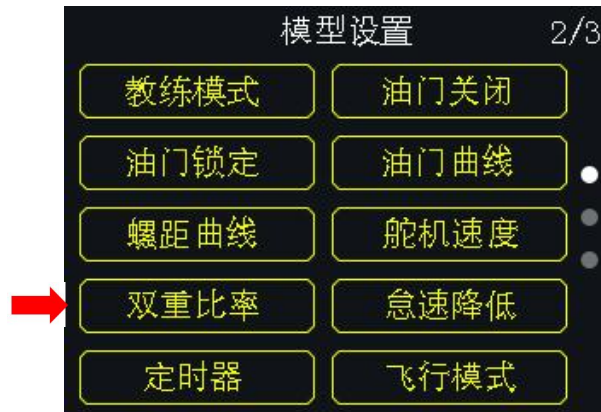 模型设置 2/3
教练模式 油门关闭
油门锁定 油门曲线
螺距曲线 舵机速度
双重比率 怠速降低
定时器 飞行模式